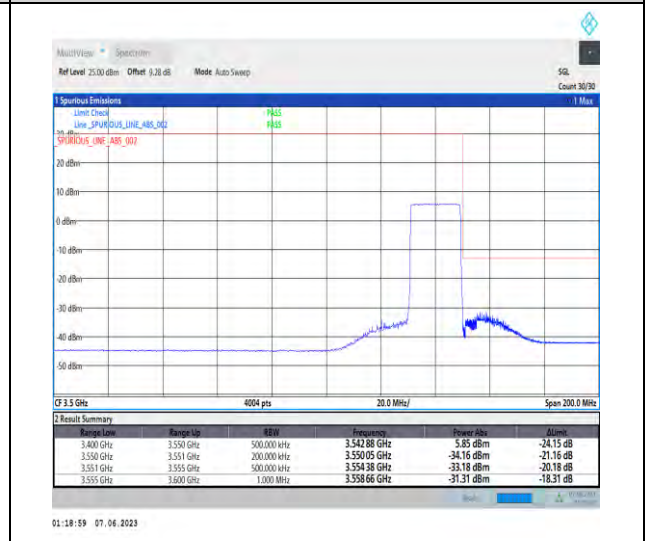 MultiView Spectrum
Ref Level 25.00 dBm Offset 9.28 dB Mode Auto Sweep SGL
Count 30/30
1 Spurious Emissions 1 Max
Limit Check PASS
Line _SPURIOUS_LINE_ABS_002 PASS
_SPURIOUS_LINE_ABS_002
20 dBm
10 dBm
0 dBm
-10 dBm
-20 dBm
-30 dBm
-40 dBm
-50 dBm
CF 3.5 GHz 4004 pts 20.0 MHz/ Span 200.0 MHz
2 Result Summary
Range Low Range Up RBW Frequency Power Abs ΔLimit
3.400 GHz 3.550 GHz 500.000 kHz 3.542 88 GHz 5.85 dBm -24.15 dB
3.550 GHz 3.551 GHz 200.000 kHz 3.550 05 GHz -34.16 dBm -21.16 dB
3.551 GHz 3.555 GHz 500.000 kHz 3.554 38 GHz -33.18 dBm -20.18 dB
3.555 GHz 3.600 GHz 1.000 MHz 3.558 66 GHz -31.31 dBm -18.31 dB
01:18:59 07.06.2023